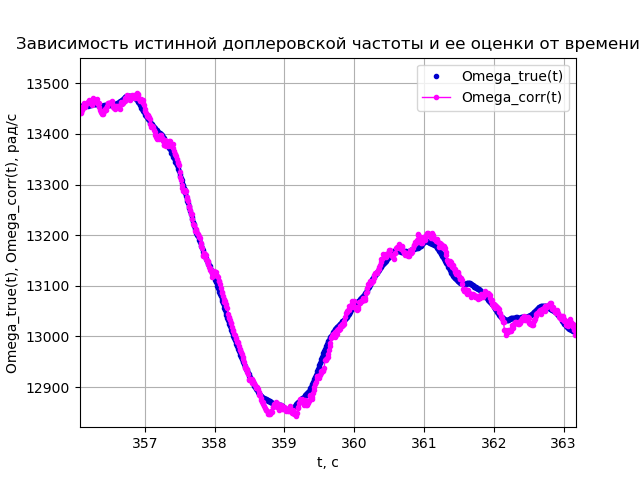 Зависимость истинной доплеровской частоты и ее оценки от времени
Omega_true(t)
Omega_corr(t)
Omega_true(t), Omega_corr(t), рад/с
13500
13400
13300
13200
13100
13000
12900
357 358 359 360 361 362 363
t, с